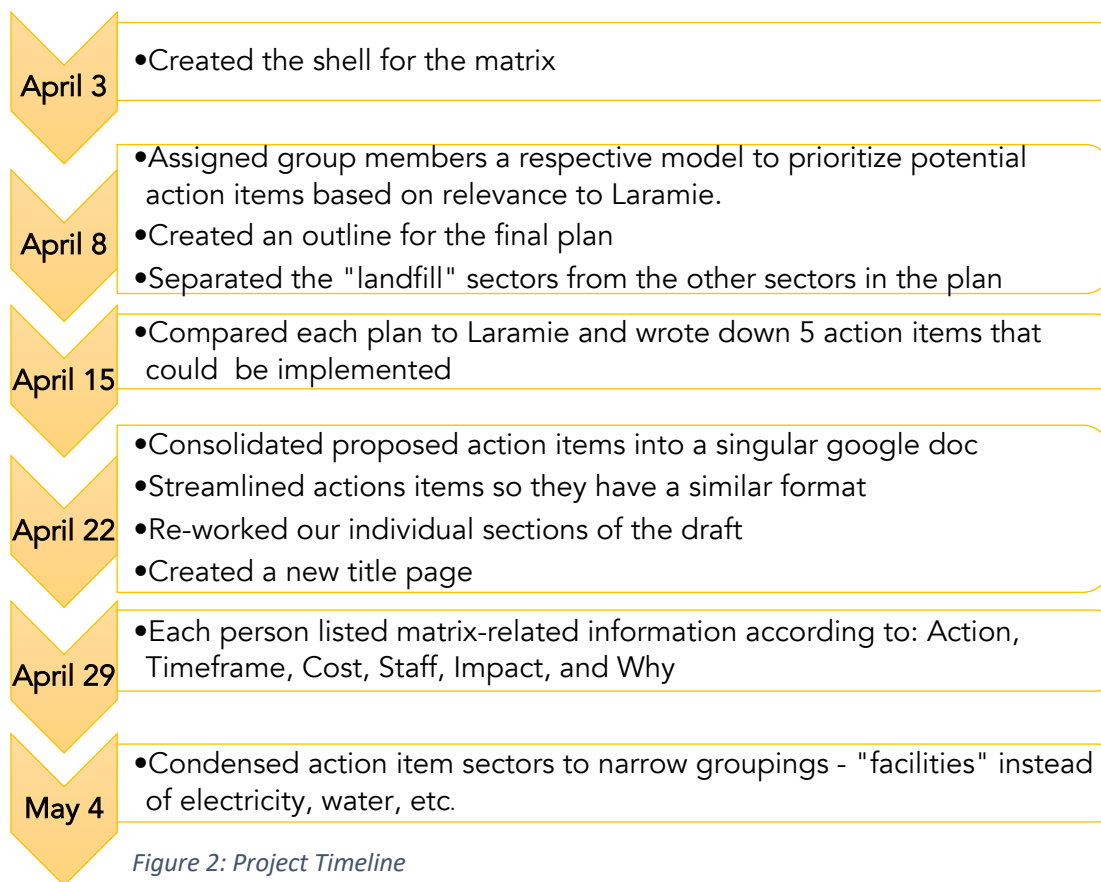 April 3
•Created the shell for the matrix
April 8
•Assigned group members a respective model to prioritize potential
action items based on relevance to Laramie.
•Created an outline for the final plan
•Separated the "landfill" sectors from the other sectors in the plan
April 15
•Compared each plan to Laramie and wrote down 5 action items that
could  be implemented
April 22
•Consolidated proposed action items into a singular google doc
•Streamlined actions items so they have a similar format
•Re-worked our individual sections of the draft
•Created a new title page
April 29
•Each person listed matrix-related information according to: Action,
Timeframe, Cost, Staff, Impact, and Why
May 4
•Condensed action item sectors to narrow groupings - "facilities" instead
of electricity, water, etc.
Figure 2: Project Timeline